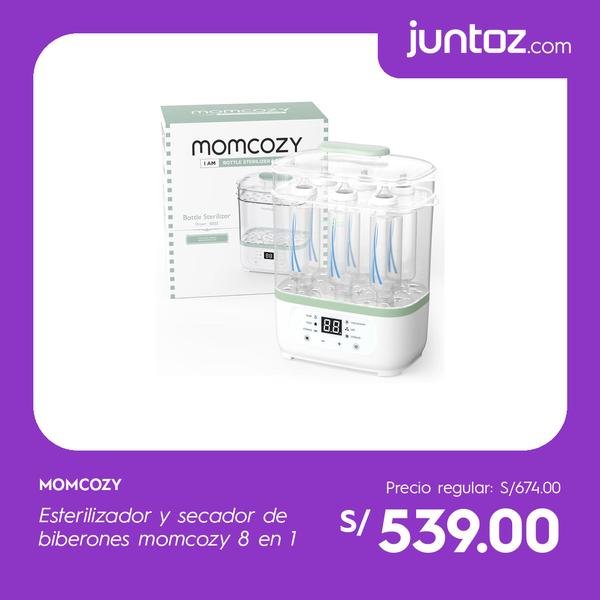 juntoz.com
momcozy
I AM BOTTLE STERILIZER
Bottle Sterilizer
88
MOMCOZY
Esterilizador y secador de
biberones momcozy 8 en 1
Precio regular: S/674.00
S/ 539.00